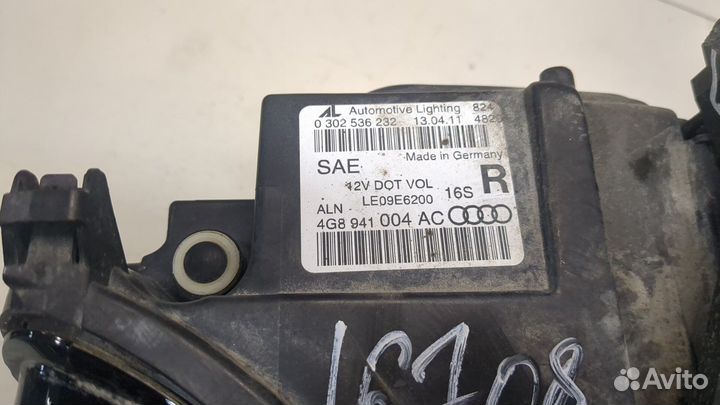 AL Automotive Lighting 824
0 302 536 232 13.04.11
Made in Germany
SAE
12V DOT VOL
R
LE09E6200 16S
ALN
4G8 941 004 AC
16708
Avito